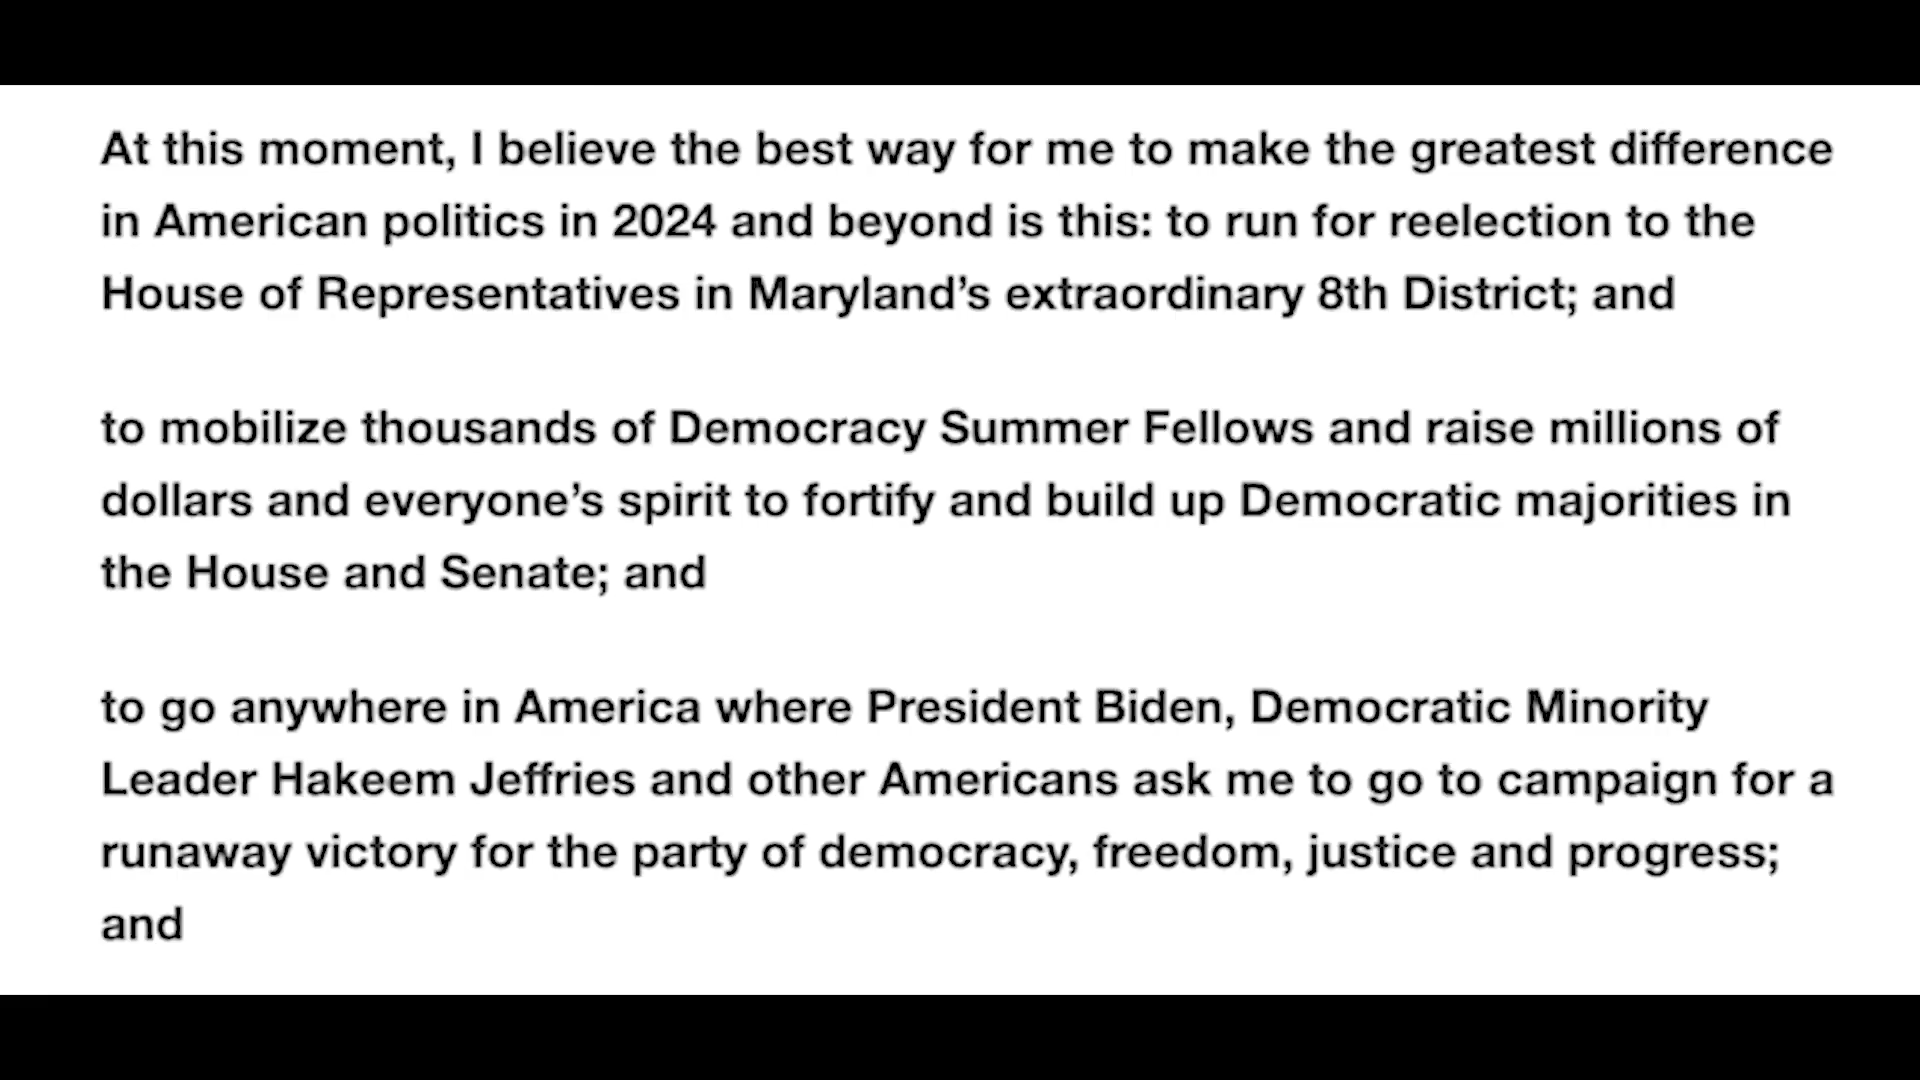 At this moment, I believe the best way for me to make the greatest difference
in American politics in 2024 and beyond is this: to run for reelection to the
House of Representatives in Maryland’s extraordinary 8th District; and
to mobilize thousands of Democracy Summer Fellows and raise millions of
dollars and everyone’s spirit to fortify and build up Democratic majorities in
the House and Senate; and
to go anywhere in America where President Biden, Democratic Minority
Leader Hakeem Jeffries and other Americans ask me to go to campaign for a
runaway victory for the party of democracy, freedom, justice and progress;
and